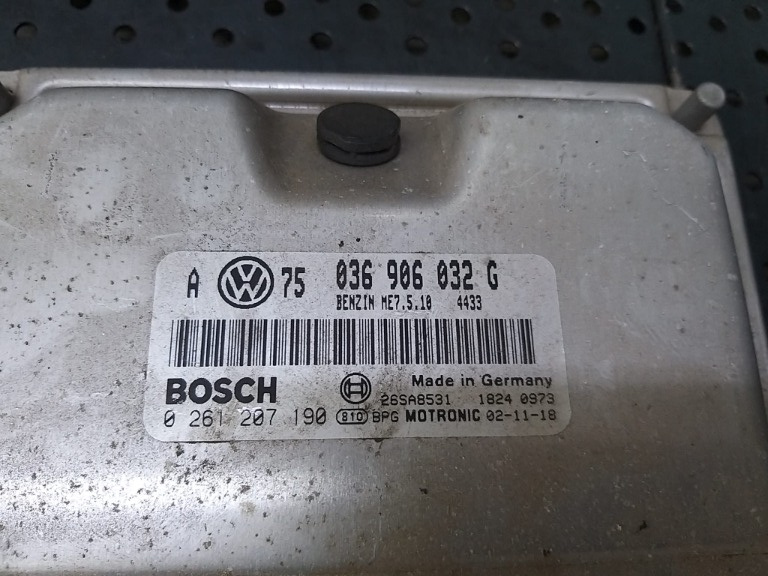 A VW 75 036 906 032 G
BENZIN ME7.5.10 4433
BOSCH Made in Germany
26SA8531 1824 0973
0 261 207 190 810 BPG MOTRONIC 02-11-18